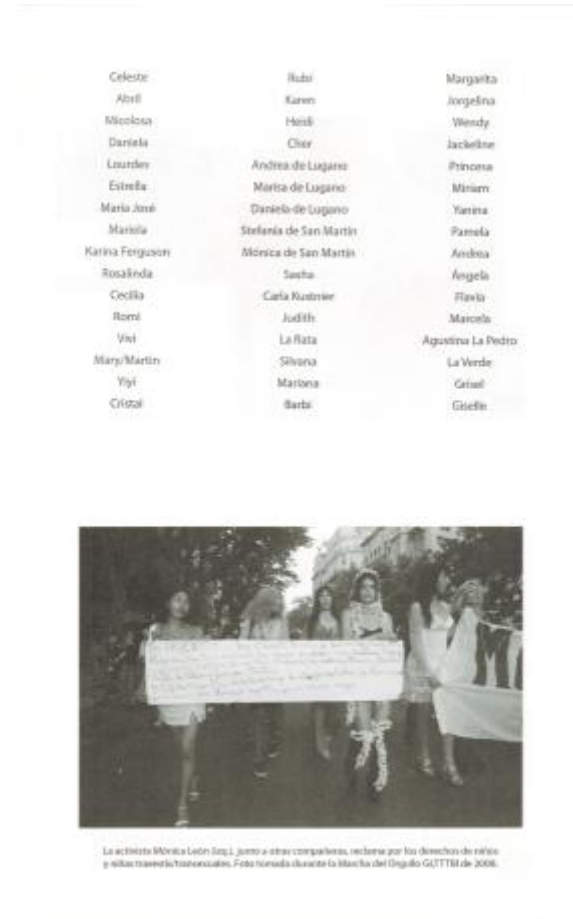 Celeste
Abril
Micolosa
Daniela
Lourdes
Estrella
María José
Mariela
Karina Ferguson
Rosalinda
Cecilia
Romi
Vivi
Mary/Martin
Yiyi
Cristal
Rubí
Karen
Heidi
Cher
Andrea de Lugano
Marisa de Lugano
Daniela de Lugano
Stefanía de San Martín
Mónica de San Martín
Sasha
Carla Kustnier
Judith
La Rata
Silvana
Mariana
Barbi
Margarita
Jorgelina
Wendy
Jackeline
Princesa
Miriam
Yanina
Pamela
Andrea
Ángela
Flavia
Marcela
Agustina La Pedro
La Verde
Grisel
Giselle
La activista Mónica León (izq.), junto a otras compañeras, reclama por los derechos de niños
y niñas travestis/transexuales. Foto tomada durante la Marcha del Orgullo GLTTTBI de 2008.